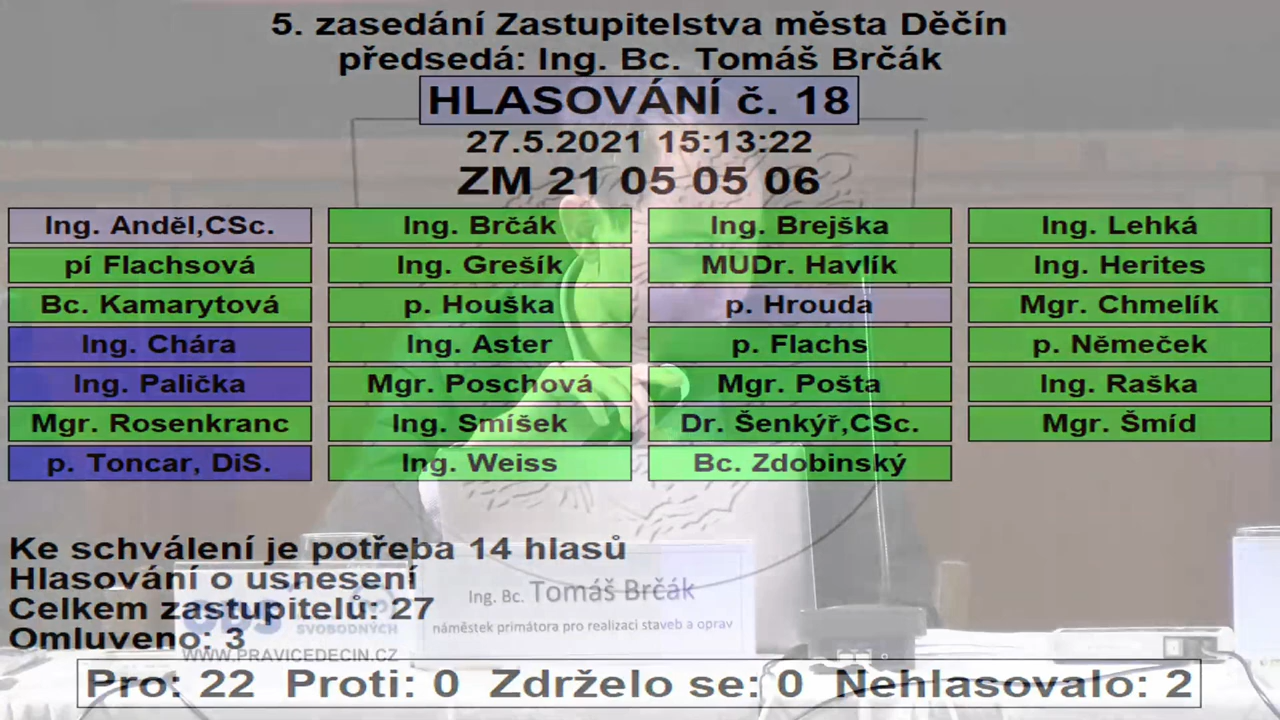 5. zasedání Zastupitelstva města Děčín
předsedá: Ing. Bc. Tomáš Brčák
HLASOVÁNÍ č. 18
27.5.2021 15:13:22
ZM 21 05 05 06
Ing. Anděl,CSc. Ing. Brčák Ing. Brejška Ing. Lehká
pí Flachsová Ing. Grešík MUDr. Havlík Ing. Herites
Bc. Kamarytová p. Houška p. Hrouda Mgr. Chmelík
Ing. Chára Ing. Aster p. Flachs p. Němeček
Ing. Palička Mgr. Poschová Mgr. Pošta Ing. Raška
Mgr. Rosenkranc Ing. Smíšek Dr. Šenkýř,CSc. Mgr. Šmíd
p. Toncar, DiS. Ing. Weiss Bc. Zdobinský
Ke schválení je potřeba 14 hlasů
Hlasování o usnesení
Celkem zastupitelů: 27
Omluveno: 3
Ing. Bc. Tomáš Brčák
náměstek primátora pro realizaci staveb a oprav
SVOBODNÝCH
WWW.PRAVICEDECIN.CZ
Pro: 22 Proti: 0 Zdrželo se: 0 Nehlasovalo: 2